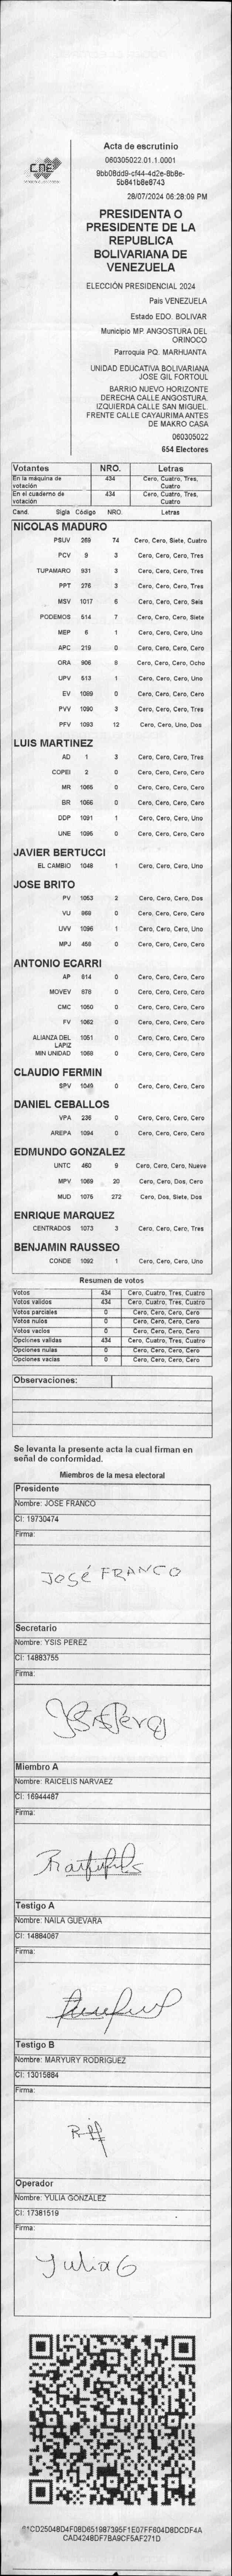 CNE
Acta de escrutinio
060305022.01.1.0001
9bb08dd9-cf44-4d2e-8b8e-
5b841b8e8743
28/07/2024 06:28:09 PM
PRESIDENTA O
PRESIDENTE DE LA
REPUBLICA
BOLIVARIANA DE
VENEZUELA
ELECCIÓN PRESIDENCIAL 2024
País VENEZUELA
Estado EDO. BOLIVAR
Municipio MP. ANGOSTURA DEL
ORINOCO
Parroquia PQ. MARHUANTA
UNIDAD EDUCATIVA BOLIVARIANA
JOSE GIL FORTOUL
BARRIO NUEVO HORIZONTE
DERECHA CALLE ANGOSTURA.
IZQUIERDA CALLE SAN MIGUEL.
FRENTE CALLE CAYAURIMA ANTES
DE MAKRO CASA
060305022
654 Electores
Votantes NRO. Letras
En la máquina de votación 434 Cero, Cuatro, Tres, Cuatro
En el cuaderno de votación 434 Cero, Cuatro, Tres, Cuatro
Cand. Sigla Código NRO. Letras
NICOLAS MADURO
PSUV 269 74 Cero, Cero, Siete, Cuatro
PCV 9 3 Cero, Cero, Cero, Tres
TUPAMARO 931 3 Cero, Cero, Cero, Tres
PPT 276 3 Cero, Cero, Cero, Tres
MSV 1017 6 Cero, Cero, Cero, Seis
PODEMOS 514 7 Cero, Cero, Cero, Siete
MEP 6 1 Cero, Cero, Cero, Uno
APC 219 0 Cero, Cero, Cero, Cero
ORA 906 8 Cero, Cero, Cero, Ocho
UPV 513 1 Cero, Cero, Cero, Uno
EV 1089 0 Cero, Cero, Cero, Cero
PVV 1090 3 Cero, Cero, Cero, Tres
PFV 1093 12 Cero, Cero, Uno, Dos
LUIS MARTINEZ
AD 1 3 Cero, Cero, Cero, Tres
COPEI 2 0 Cero, Cero, Cero, Cero
MR 1065 0 Cero, Cero, Cero, Cero
BR 1066 0 Cero, Cero, Cero, Cero
DDP 1091 1 Cero, Cero, Cero, Uno
UNE 1095 0 Cero, Cero, Cero, Cero
JAVIER BERTUCCI
EL CAMBIO 1048 1 Cero, Cero, Cero, Uno
JOSE BRITO
PV 1053 2 Cero, Cero, Cero, Dos
VU 968 0 Cero, Cero, Cero, Cero
UVV 1096 1 Cero, Cero, Cero, Uno
MPJ 458 0 Cero, Cero, Cero, Cero
ANTONIO ECARRI
AP 614 0 Cero, Cero, Cero, Cero
MOVEV 678 0 Cero, Cero, Cero, Cero
CMC 1050 0 Cero, Cero, Cero, Cero
FV 1062 0 Cero, Cero, Cero, Cero
ALIANZA DEL LAPIZ 1051 0 Cero, Cero, Cero, Cero
MIN UNIDAD 1068 0 Cero, Cero, Cero, Cero
CLAUDIO FERMIN
SPV 1049 0 Cero, Cero, Cero, Cero
DANIEL CEBALLOS
VPA 236 0 Cero, Cero, Cero, Cero
AREPA 1094 0 Cero, Cero, Cero, Cero
EDMUNDO GONZALEZ
UNTC 460 9 Cero, Cero, Cero, Nueve
MPV 1069 20 Cero, Cero, Dos, Cero
MUD 1075 272 Cero, Dos, Siete, Dos
ENRIQUE MARQUEZ
CENTRADOS 1073 3 Cero, Cero, Cero, Tres
BENJAMIN RAUSSEO
CONDE 1092 1 Cero, Cero, Cero, Uno
Resumen de votos
Votos 434 Cero, Cuatro, Tres, Cuatro
Votos validos 434 Cero, Cuatro, Tres, Cuatro
Votos parciales 0 Cero, Cero, Cero, Cero
Votos nulos 0 Cero, Cero, Cero, Cero
Votos vacios 0 Cero, Cero, Cero, Cero
Opciones validas 434 Cero, Cuatro, Tres, Cuatro
Opciones nulas 0 Cero, Cero, Cero, Cero
Opciones vacias 0 Cero, Cero, Cero, Cero
Observaciones:
Se levanta la presente acta la cual firman en
señal de conformidad.
Miembros de la mesa electoral
Presidente
Nombre: JOSE FRANCO
CI: 19730474
Firma:
José FRANCO
Secretario
Nombre: YSIS PEREZ
CI: 14883755
Firma:
Miembro A
Nombre: RAICELIS NARVAEZ
CI: 16944487
Firma:
Testigo A
Nombre: NAILA GUEVARA
CI: 14884087
Firma:
Testigo B
Nombre: MARYURY RODRIGUEZ
CI: 13015884
Firma:
Operador
Nombre: YULIA GONZALEZ
CI: 17381519
Firma:
Yulia G
CAD4248DF7BA9CF5AF271D